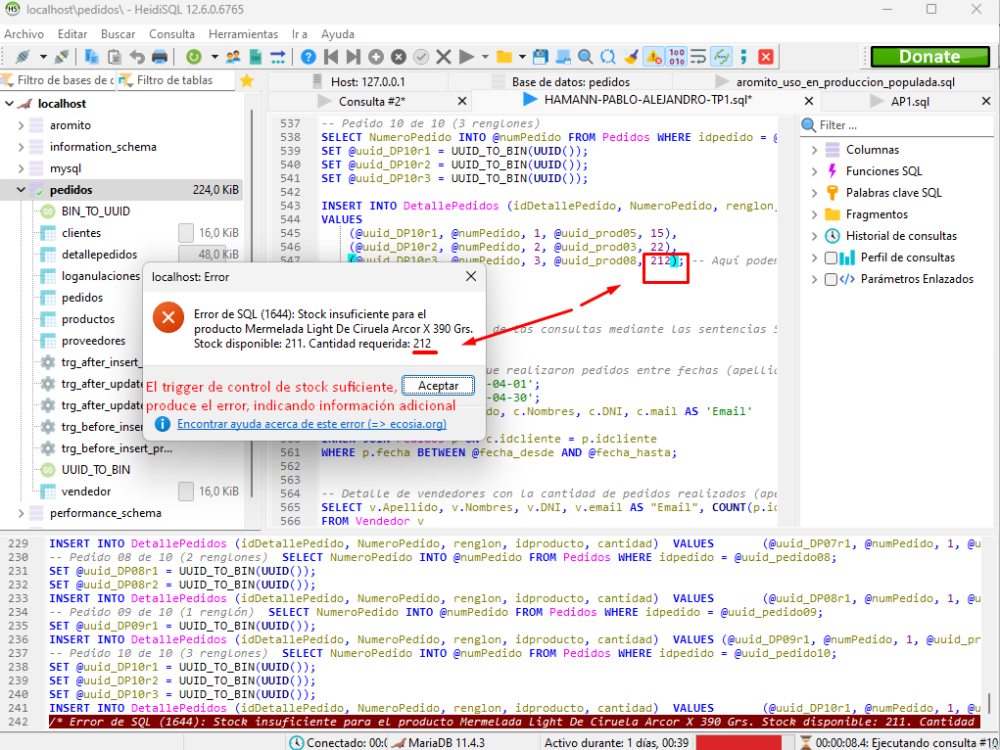 localhost\pedidos\ - HeidiSQL 12.6.0.6765
Archivo Editar Buscar Consulta Herramientas Ir a Ayuda
Donate
Filtro de bases de c Filtro de tablas
Host: 127.0.0.1 Base de datos: pedidos aromito_uso_en_produccion_populada.sql
Consulta #2* HAMANN-PABLO-ALEJANDRO-TP1.sql* AP1.sql
localhost
aromito
information_schema
mysql
pedidos 224,0 KiB
BIN_TO_UUID
clientes 16,0 KiB
detallepedidos 48,0 KiB
loganulaciones
pedidos
productos
proveedores
trg_after_insert_
trg_after_update
trg_after_update
trg_before_inser
trg_before_insert_pr...
UUID_TO_BIN
vendedor 16,0 KiB
performance_schema
537 -- Pedido 10 de 10 (3 renglones)
538 SELECT NumeroPedido INTO @numPedido FROM Pedidos WHERE idpedido = @
539 SET @uuid_DP10r1 = UUID_TO_BIN(UUID());
540 SET @uuid_DP10r2 = UUID_TO_BIN(UUID());
541 SET @uuid_DP10r3 = UUID_TO_BIN(UUID());
542
543 INSERT INTO DetallePedidos (idDetallePedido, NumeroPedido, renglon,
544 VALUES
545 (@uuid_DP10r1, @numPedido, 1, @uuid_prod05, 15),
546 (@uuid_DP10r2, @numPedido, 2, @uuid_prod03, 22),
547 (@uuid_DP10r3, @numPedido, 3, @uuid_prod08, 212); -- Aquí poden
de las consultas mediante las sentencias S
ue realizaron pedidos entre fechas (apellid
-04-01';
-04-30';
do, c.Nombres, c.DNI, c.mail AS 'Email'
INNER JOIN Pedidos p ON c.idcliente = p.idcliente
561 WHERE p.fecha BETWEEN @fecha_desde AND @fecha_hasta;
562
563
564 -- Detalle de vendedores con la cantidad de pedidos realizados (ape
565 SELECT v.Apellido, v.Nombres, v.DNI, v.email AS "Email", COUNT(p.id
566 FROM Vendedor v
Filter ...
Columnas
Funciones SQL
Palabras clave SQL
Fragmentos
Historial de consultas
Perfil de consultas
Parámetros Enlazados
localhost: Error
Error de SQL (1644): Stock insuficiente para el
producto Mermelada Light De Ciruela Arcor X 390 Grs.
Stock disponible: 211. Cantidad requerida: 212
El trigger de control de stock suficiente,
Aceptar
produce el error, indicando información adicional
Encontrar ayuda acerca de este error (=> ecosia.org)
229 INSERT INTO DetallePedidos (idDetallePedido, NumeroPedido, renglon, idproducto, cantidad) VALUES (@uuid_DP07r1, @numPedido, 1, @u
230 -- Pedido 08 de 10 (2 renglones) SELECT NumeroPedido INTO @numPedido FROM Pedidos WHERE idpedido = @uuid_pedido08;
231 SET @uuid_DP08r1 = UUID_TO_BIN(UUID());
232 SET @uuid_DP08r2 = UUID_TO_BIN(UUID());
233 INSERT INTO DetallePedidos (idDetallePedido, NumeroPedido, renglon, idproducto, cantidad) VALUES (@uuid_DP08r1, @numPedido, 1, @u
234 -- Pedido 09 de 10 (1 renglón) SELECT NumeroPedido INTO @numPedido FROM Pedidos WHERE idpedido = @uuid_pedido09;
235 SET @uuid_DP09r1 = UUID_TO_BIN(UUID());
236 INSERT INTO DetallePedidos (idDetallePedido, NumeroPedido, renglon, idproducto, cantidad) VALUES (@uuid_DP09r1, @numPedido, 1, @uuid_pr
237 -- Pedido 10 de 10 (3 renglones) SELECT NumeroPedido INTO @numPedido FROM Pedidos WHERE idpedido = @uuid_pedido10;
238 SET @uuid_DP10r1 = UUID_TO_BIN(UUID());
239 SET @uuid_DP10r2 = UUID_TO_BIN(UUID());
240 SET @uuid_DP10r3 = UUID_TO_BIN(UUID());
241 INSERT INTO DetallePedidos (idDetallePedido, NumeroPedido, renglon, idproducto, cantidad) VALUES (@uuid_DP10r1, @numPedido, 1, @u
242 /* Error de SQL (1644): Stock insuficiente para el producto Mermelada Light De Ciruela Arcor X 390 Grs. Stock disponible: 211. Cantidad
Conectado: 00:0 MariaDB 11.4.3 Activo durante: 1 días, 00:39 00:00:08.4: Ejecutando consulta #10